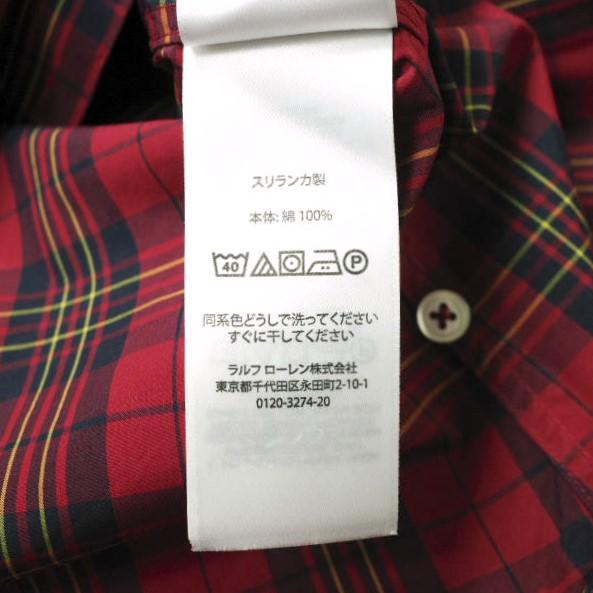 スリランカ製
本体: 綿 100%
40 P
同系色どうしで洗ってください
すぐに干してください
ラルフ ローレン株式会社
東京都千代田区永田町2-10-1
0120-3274-20